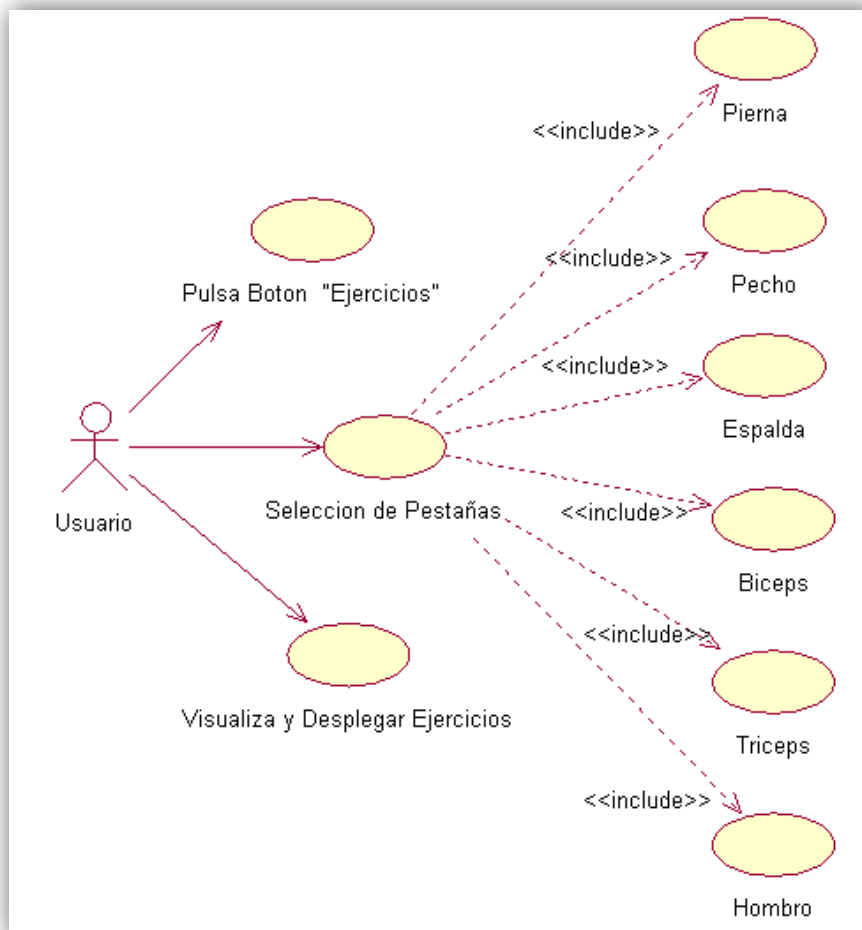 Pierna
<<include>>
Pecho
<<include>>
Pulsa Boton "Ejercicios"
<<include>>
Espalda
Usuario
Seleccion de Pestañas
<<include>>
Biceps
<<include>>
Visualiza y Desplegar Ejercicios
Triceps
<<include>>
Hombro